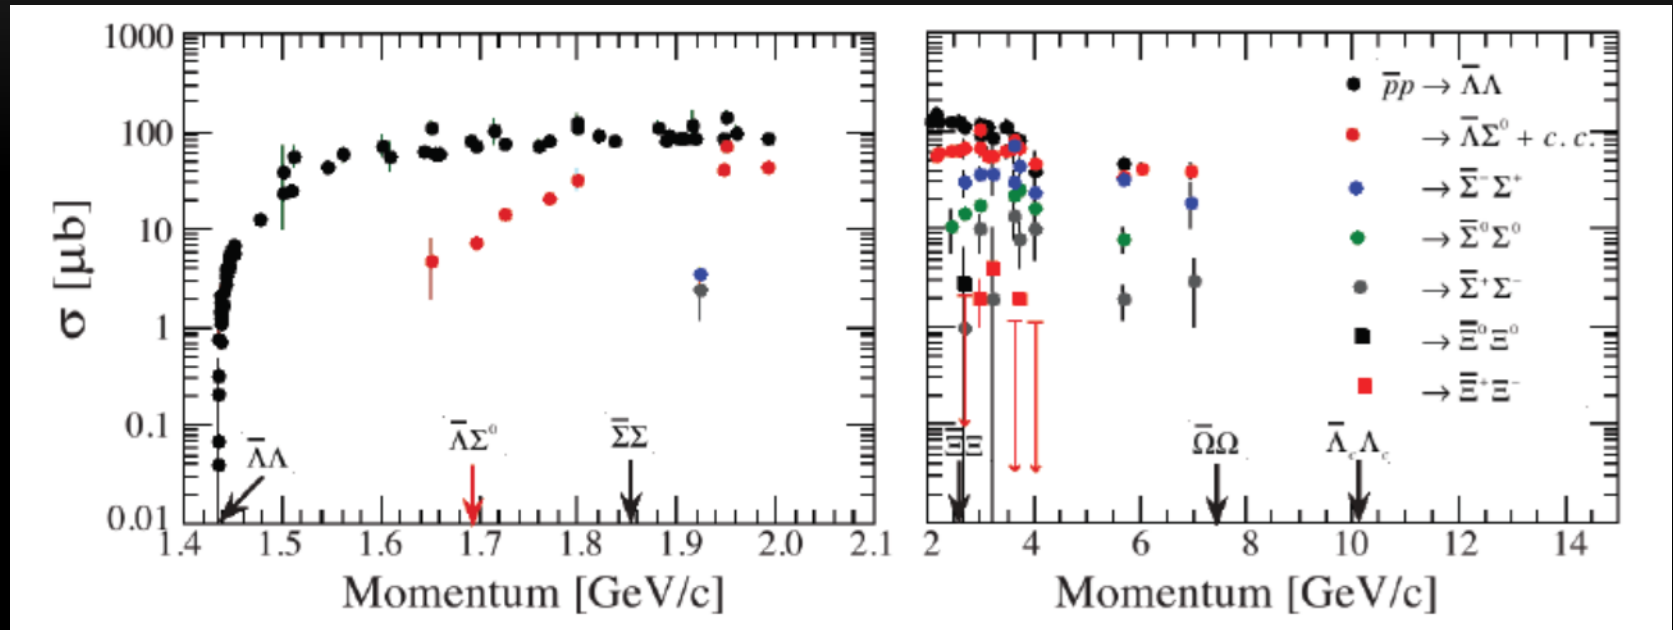 1000
100
10
1
0.1
0.01
σ [μb]
Λ̅Λ
Λ̅Σ⁰
Σ̅Σ
1.4 1.5 1.6 1.7 1.8 1.9 2.0 2.1
Momentum [GeV/c]
p̅p → Λ̅Λ
→ Λ̅Σ⁰ + c. c.
→ Σ̅⁻Σ⁺
→ Σ̅⁰Σ⁰
→ Σ̅⁺Σ⁻
→ Ξ̅⁰Ξ⁰
→ Ξ̅⁺Ξ⁻
Ξ̅Ξ
Ω̅Ω
Λ̅꜀Λ꜀
2 4 6 8 10 12 14
Momentum [GeV/c]